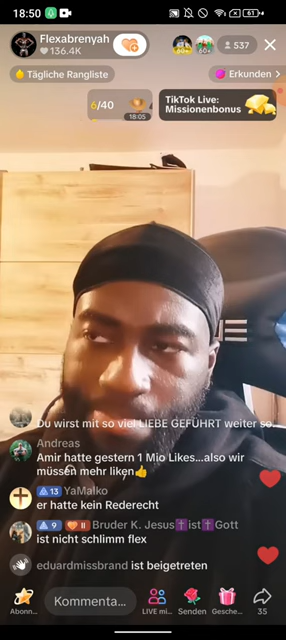 18:50
61
Flexabrenyah
136.4K
60+
60+
537
Tägliche Rangliste
Erkunden >
6/40
18:05
TikTok Live:
Missionenbonus
Du wirst mit so viel LIEBE GEFÜHRT weiter so...
Andreas
Amir hatte gestern 1 Mio Likes...also wir
müssen mehr liken👍
13 YaMalko
er hatte kein Rederecht
9 II Bruder K. Jesus✝️ist✝️Gott
ist nicht schlimm flex
eduardmissbrand ist beigetreten
Kommenta...
Abonn...
LIVE mi...
Senden
Gesche...
35